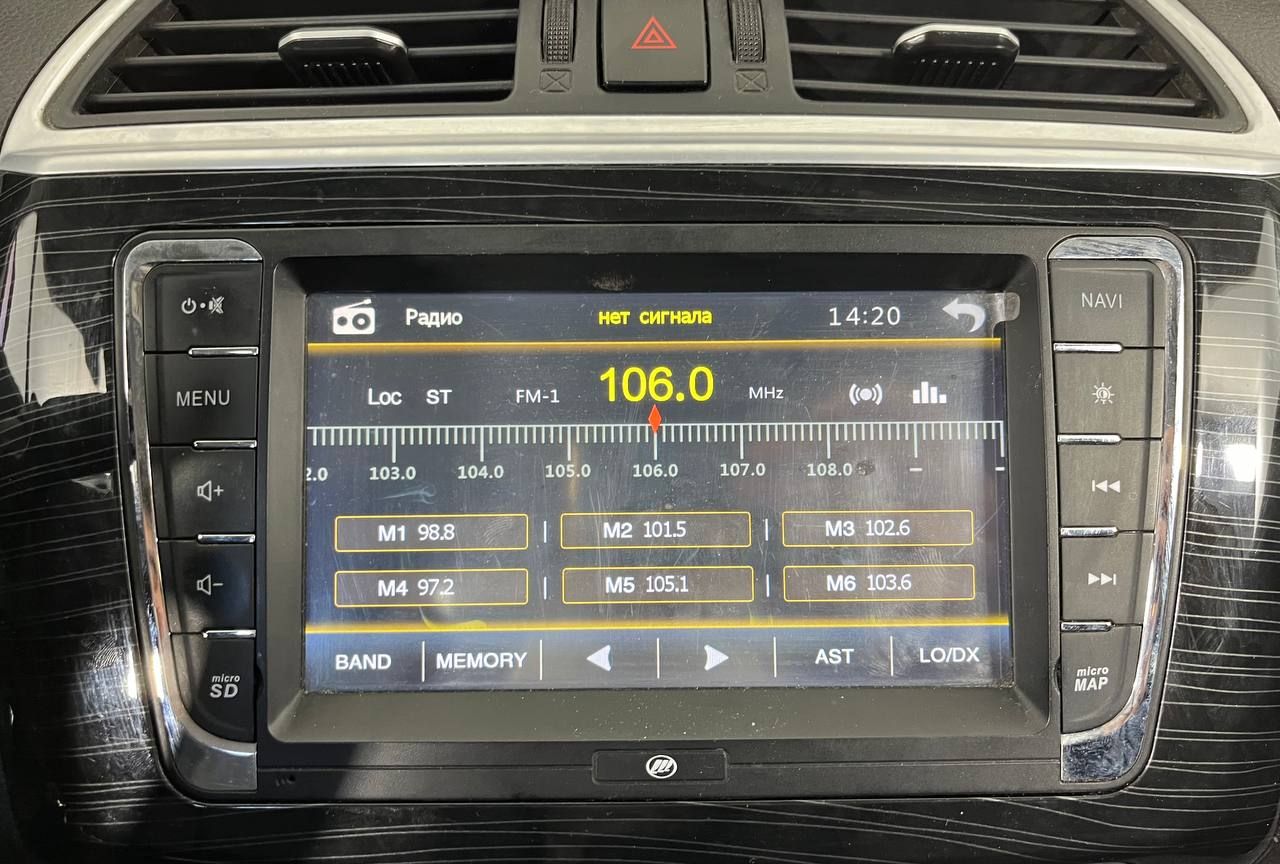 Радио нет сигнала 14:20
Loc ST FM-1 106.0 MHz
2.0 103.0 104.0 105.0 106.0 107.0 108.0
M1 98.8 M2 101.5 M3 102.6
M4 97.2 M5 105.1 M6 103.6
BAND MEMORY AST LO/DX
MENU
micro
SD
NAVI
micro
MAP